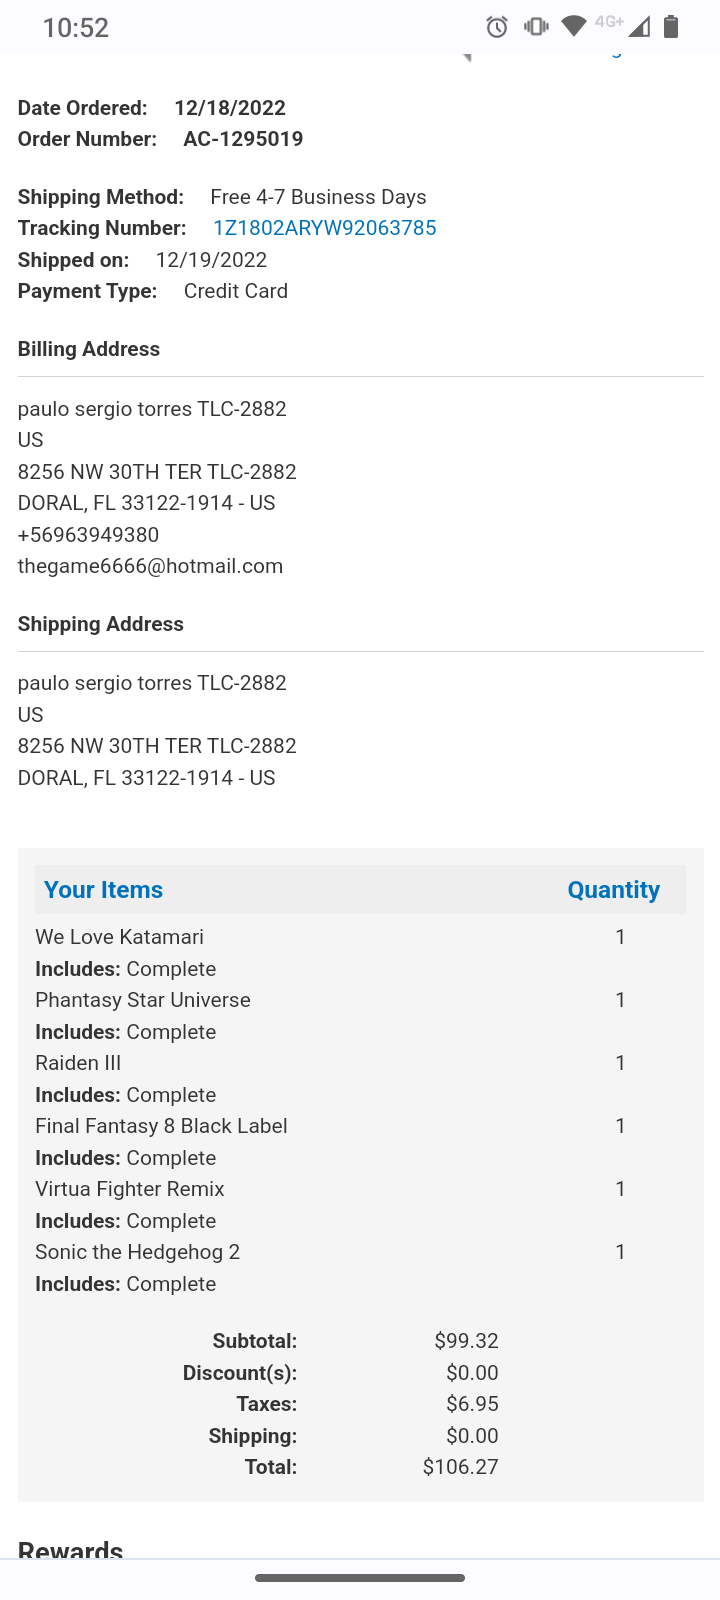 10:52
4G+
Date Ordered: 12/18/2022
Order Number: AC-1295019
Shipping Method: Free 4-7 Business Days
Tracking Number: 1Z1802ARYW92063785
Shipped on: 12/19/2022
Payment Type: Credit Card
Billing Address
paulo sergio torres TLC-2882
US
8256 NW 30TH TER TLC-2882
DORAL, FL 33122-1914 - US
+56963949380
thegame6666@hotmail.com
Shipping Address
paulo sergio torres TLC-2882
US
8256 NW 30TH TER TLC-2882
DORAL, FL 33122-1914 - US
Your Items Quantity
We Love Katamari 1
Includes: Complete
Phantasy Star Universe 1
Includes: Complete
Raiden III 1
Includes: Complete
Final Fantasy 8 Black Label 1
Includes: Complete
Virtua Fighter Remix 1
Includes: Complete
Sonic the Hedgehog 2 1
Includes: Complete
Subtotal: $99.32
Discount(s): $0.00
Taxes: $6.95
Shipping: $0.00
Total: $106.27
Rewards